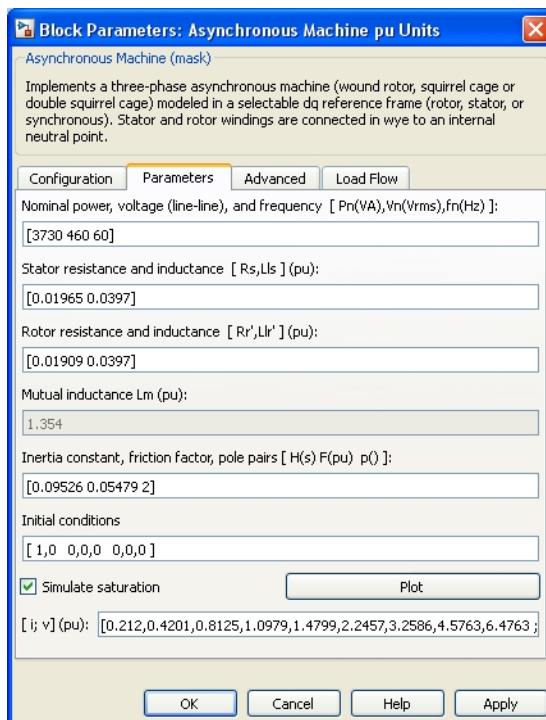 Block Parameters: Asynchronous Machine pu Units
Asynchronous Machine (mask)
Implements a three-phase asynchronous machine (wound rotor, squirrel cage or
double squirrel cage) modeled in a selectable dq reference frame (rotor, stator, or
synchronous). Stator and rotor windings are connected in wye to an internal
neutral point.
Configuration Parameters Advanced Load Flow
Nominal power, voltage (line-line), and frequency [ Pn(VA),Vn(Vrms),fn(Hz) ]:
[3730 460 60]
Stator resistance and inductance [ Rs,Lls ] (pu):
[0.01965 0.0397]
Rotor resistance and inductance [ Rr',Llr' ] (pu):
[0.01909 0.0397]
Mutual inductance Lm (pu):
1.354
Inertia constant, friction factor, pole pairs [ H(s) F(pu) p() ]:
[0.09526 0.05479 2]
Initial conditions
[ 1,0 0,0,0 0,0,0 ]
Simulate saturation Plot
[ i; v] (pu): [0.212,0.4201,0.8125,1.0979,1.4799,2.2457,3.2586,4.5763,6.4763 ;
OK Cancel Help Apply